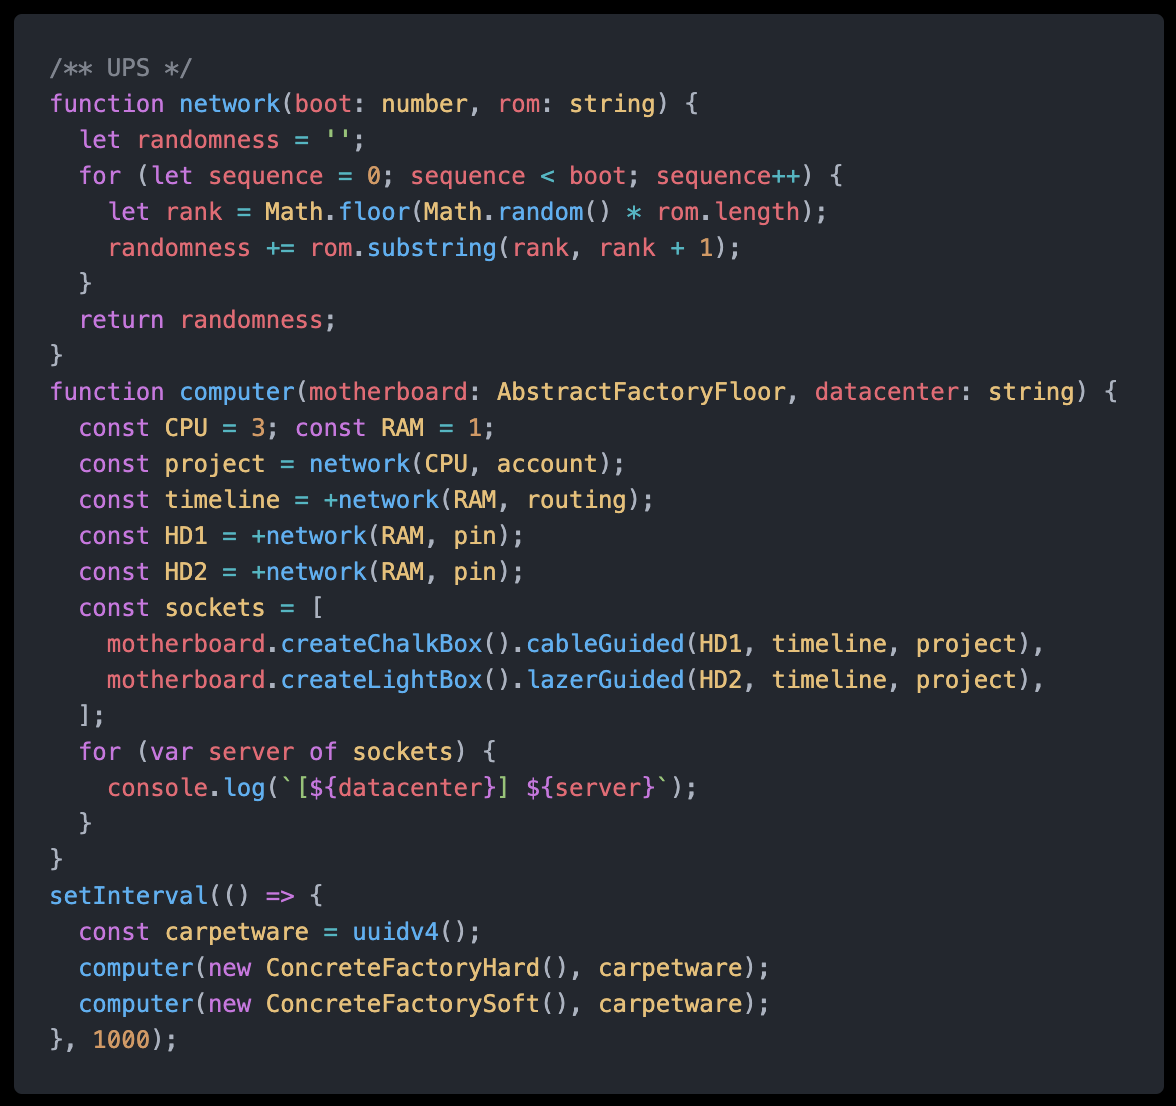 /** UPS */
function network(boot: number, rom: string) {
  let randomness = '';
  for (let sequence = 0; sequence < boot; sequence++) {
    let rank = Math.floor(Math.random() * rom.length);
    randomness += rom.substring(rank, rank + 1);
  }
  return randomness;
}
function computer(motherboard: AbstractFactoryFloor, datacenter: string) {
  const CPU = 3; const RAM = 1;
  const project = network(CPU, account);
  const timeline = +network(RAM, routing);
  const HD1 = +network(RAM, pin);
  const HD2 = +network(RAM, pin);
  const sockets = [
    motherboard.createChalkBox().cableGuided(HD1, timeline, project),
    motherboard.createLightBox().lazerGuided(HD2, timeline, project),
  ];
  for (var server of sockets) {
    console.log(`[${datacenter}] ${server}`);
  }
}
setInterval(() => {
  const carpetware = uuidv4();
  computer(new ConcreteFactoryHard(), carpetware);
  computer(new ConcreteFactorySoft(), carpetware);
}, 1000);